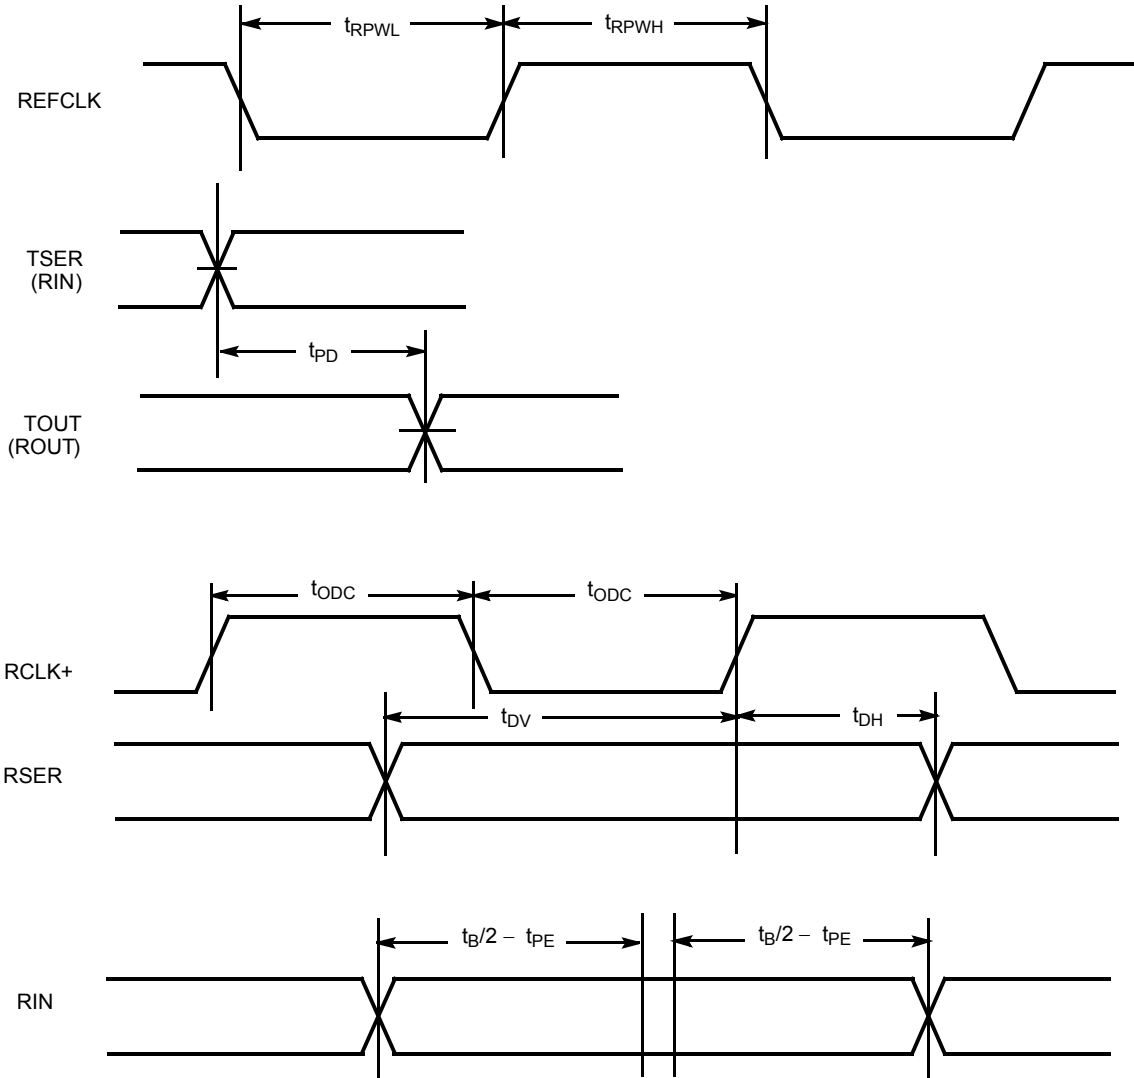 tRPWL
tRPWH
REFCLK
TSER
(RIN)
tPD
TOUT
(ROUT)
tODC
tODC
RCLK+
tDV
tDH
RSER
tB/2 – tPE
tB/2 – tPE
RIN